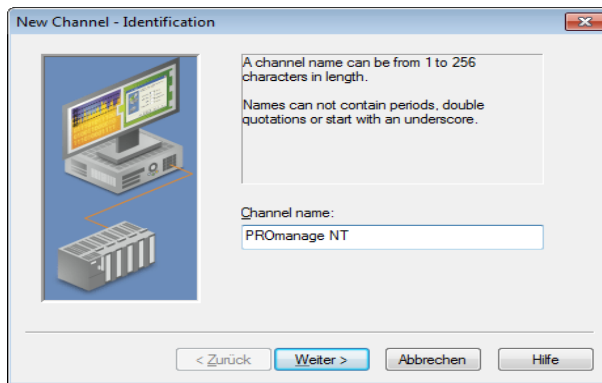 New Channel - Identification
A channel name can be from 1 to 256
characters in length.
Names can not contain periods, double
quotations or start with an underscore.
Channel name:
PROmanage NT
< Zurück
Weiter >
Abbrechen
Hilfe